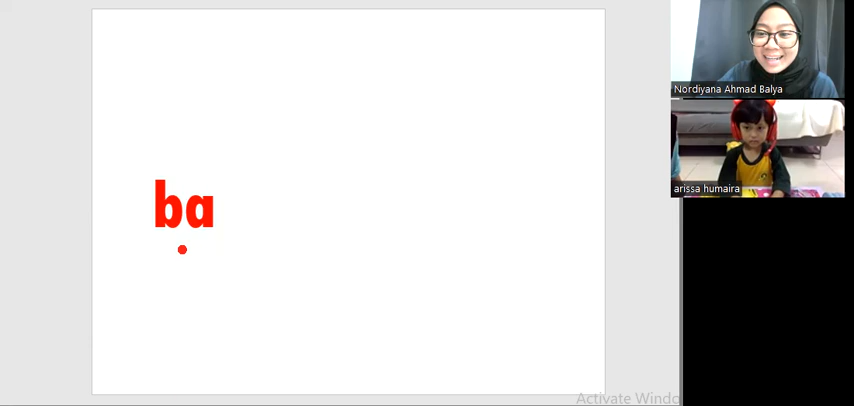 ba
Nordiyana Ahmad Balya
arissa humaira
Activate Windo